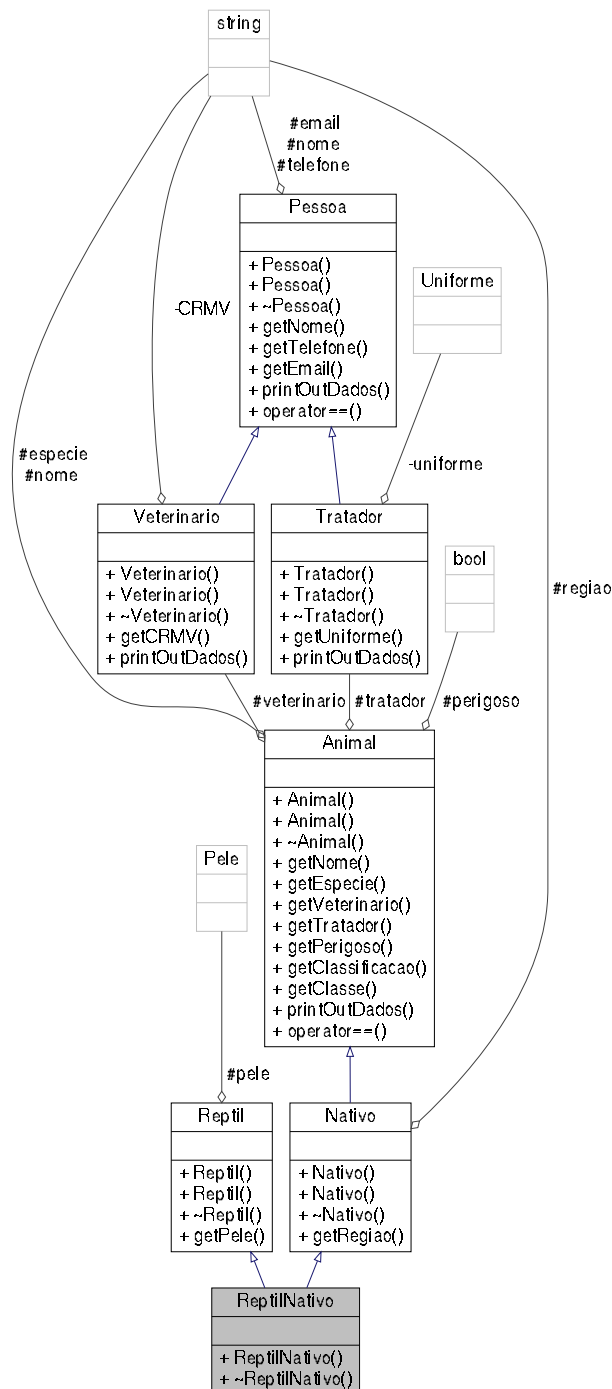 string
#email
#nome
#telefone
Pessoa
+ Pessoa()
+ Pessoa()
+ ~Pessoa()
+ getNome()
+ getTelefone()
+ getEmail()
+ printOutDados()
+ operator==()
Uniforme
-CRMV
#especie
#nome
-uniforme
Veterinario
+ Veterinario()
+ Veterinario()
+ ~Veterinario()
+ getCRMV()
+ printOutDados()
Tratador
+ Tratador()
+ Tratador()
+ ~Tratador()
+ getUniforme()
+ printOutDados()
bool
#regiao
#veterinario
#tratador
#perigoso
Animal
+ Animal()
+ Animal()
+ ~Animal()
+ getNome()
+ getEspecie()
+ getVeterinario()
+ getTratador()
+ getPerigoso()
+ getClassificacao()
+ getClasse()
+ printOutDados()
+ operator==()
Pele
#pele
Reptil
+ Reptil()
+ Reptil()
+ ~Reptil()
+ getPele()
Nativo
+ Nativo()
+ Nativo()
+ ~Nativo()
+ getRegiao()
ReptilNativo
+ ReptilNativo()
+ ~ReptilNativo()